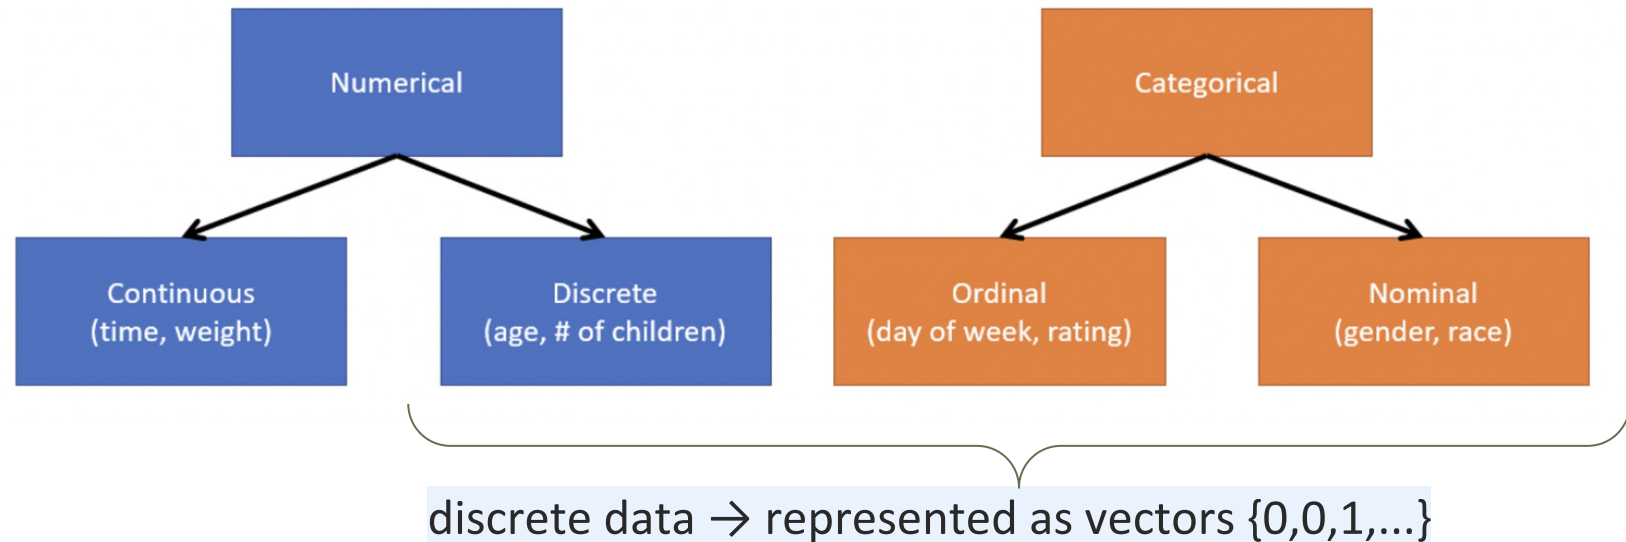 Numerical
Categorical
Continuous
(time, weight)
Discrete
(age, # of children)
Ordinal
(day of week, rating)
Nominal
(gender, race)
discrete data → represented as vectors {0,0,1,...}